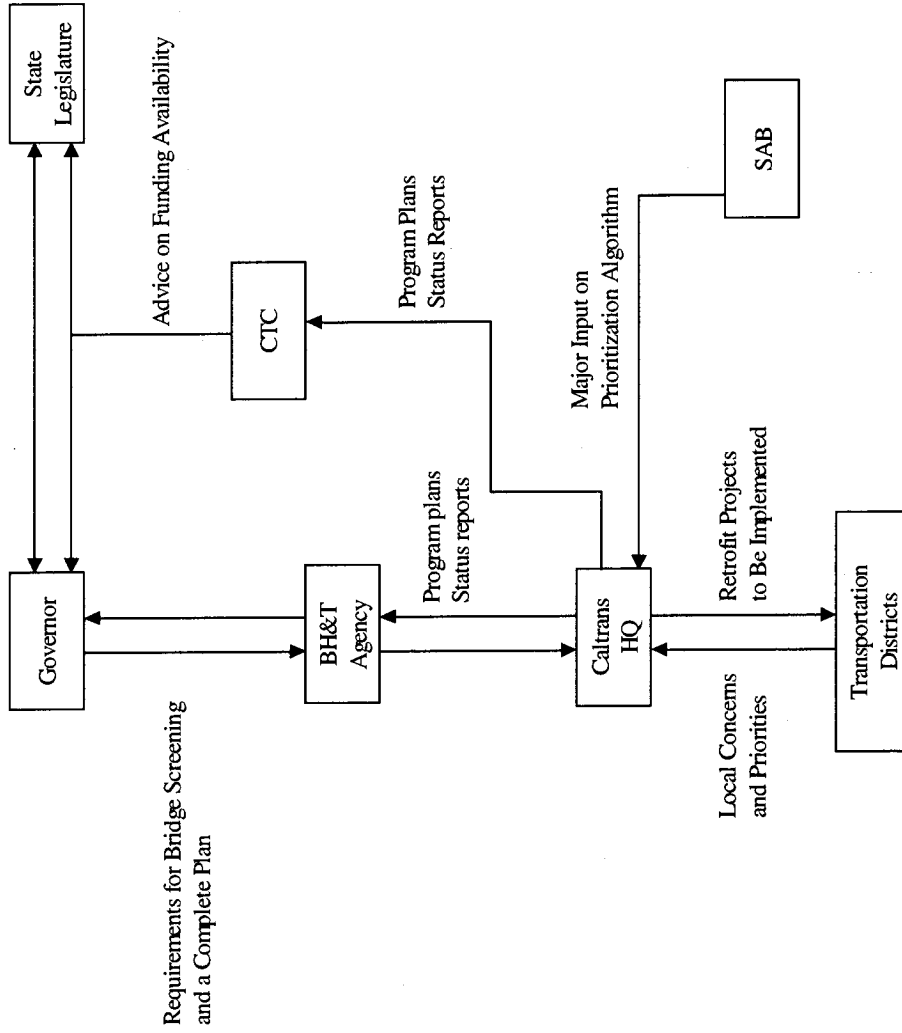 Governor
State
Legislature
Advice on Funding Availability
Requirements for Bridge Screening
and a Complete Plan
BH&T
Agency
CTC
Program plans
Status reports
Program Plans
Status Reports
Caltrans
HQ
Major Input on
Prioritization Algorithm
SAB
Local Concerns
and Priorities
Retrofit Projects
to Be Implemented
Transportation
Districts